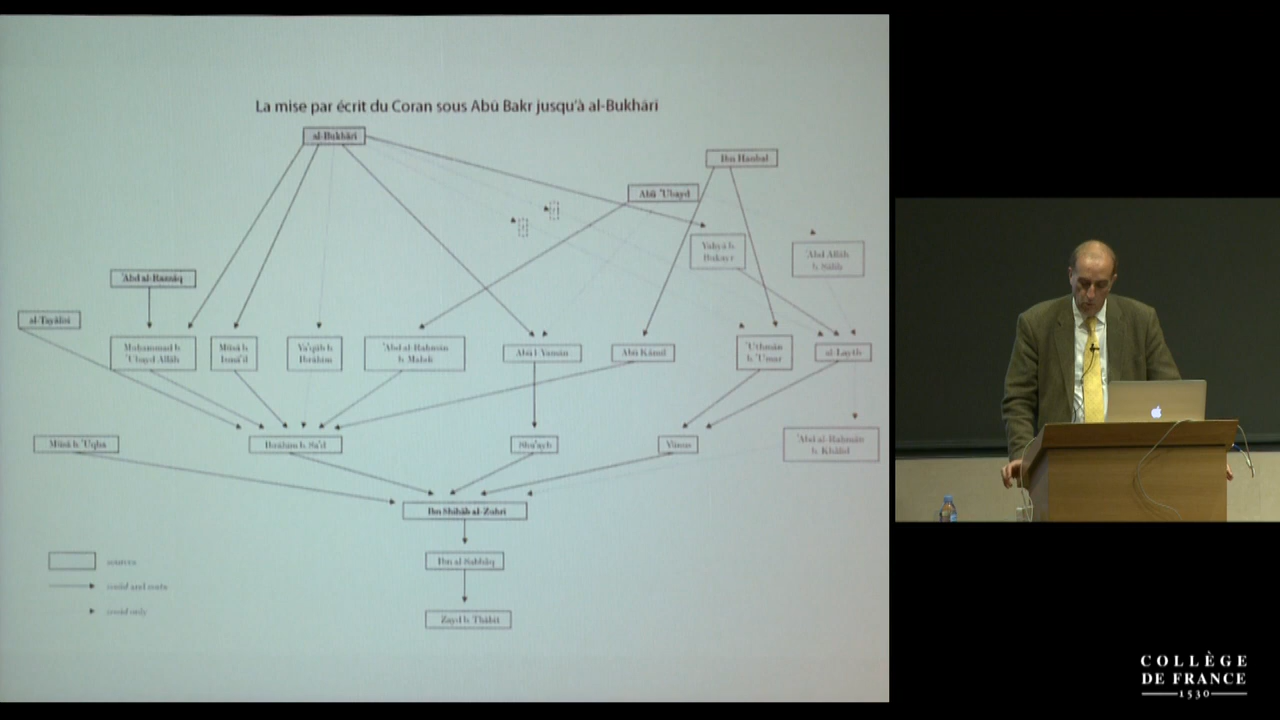 La mise par écrit du Coran sous Abū Bakr jusqu'à al-Bukhārī
al-Bukhārī
Ibn Hanbal
Abū 'Ubayd
Yahyā b.
Bukayr
'Abd Allāh
b. Sālih
'Abd al-Razzāq
al-Tayālisī
Muhammad b.
'Ubayd Allāh
Mūsā b.
Ismā'īl
Ya'qūb b.
Ibrāhīm
'Abd al-Rahmān
b. Mahdī
Abū l-Yamān
Abū Kāmil
'Uthmān
b. 'Umar
al-Layth
Mūsā b. 'Uqba
Ibrāhīm b. Sa'd
Shu'ayb
Yūnus
'Abd al-Rahmān
b. Khālid
Ibn Shihāb al-Zuhrī
Ibn al-Sabbāq
Zayd b. Thābit
sources
isnād and matn
isnād only
COLLÈGE
DE FRANCE
1530